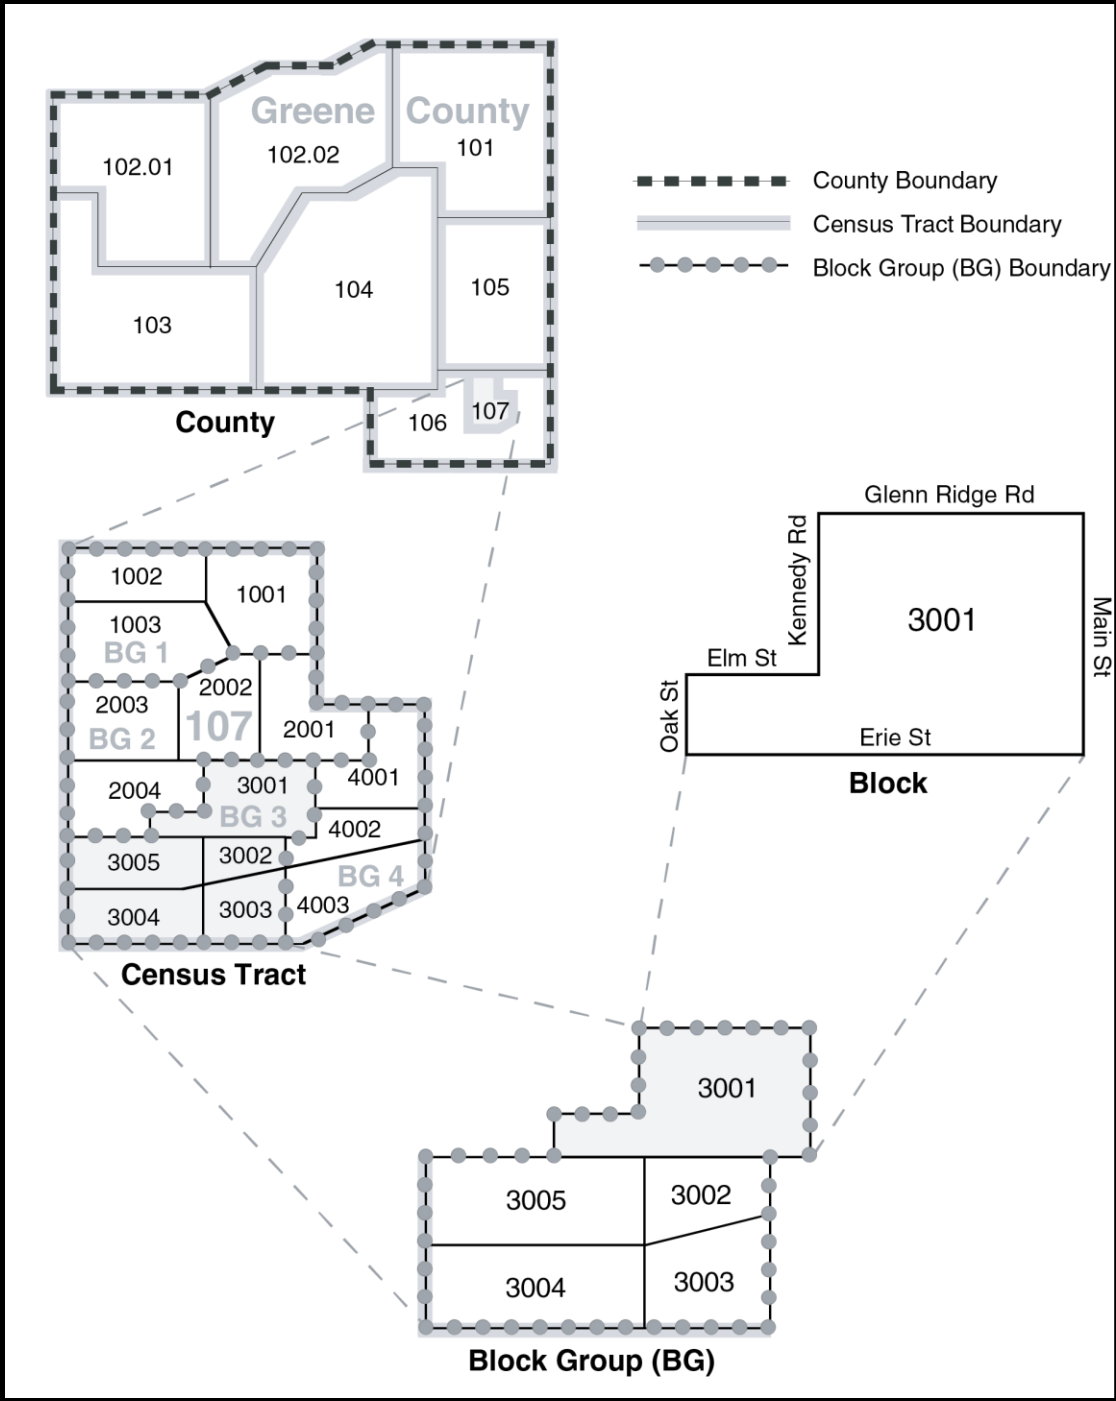 Greene County
102.01
102.02
101
103
104
105
106
107
County
County Boundary
Census Tract Boundary
Block Group (BG) Boundary
1002
1001
1003
BG 1
2003
2002
BG 2
107
2001
2004
3001
4001
BG 3
4002
3005
3002
BG 4
3004
3003
4003
Census Tract
Glenn Ridge Rd
Kennedy Rd
3001
Main St
Elm St
Oak St
Erie St
Block
3001
3005
3002
3004
3003
Block Group (BG)